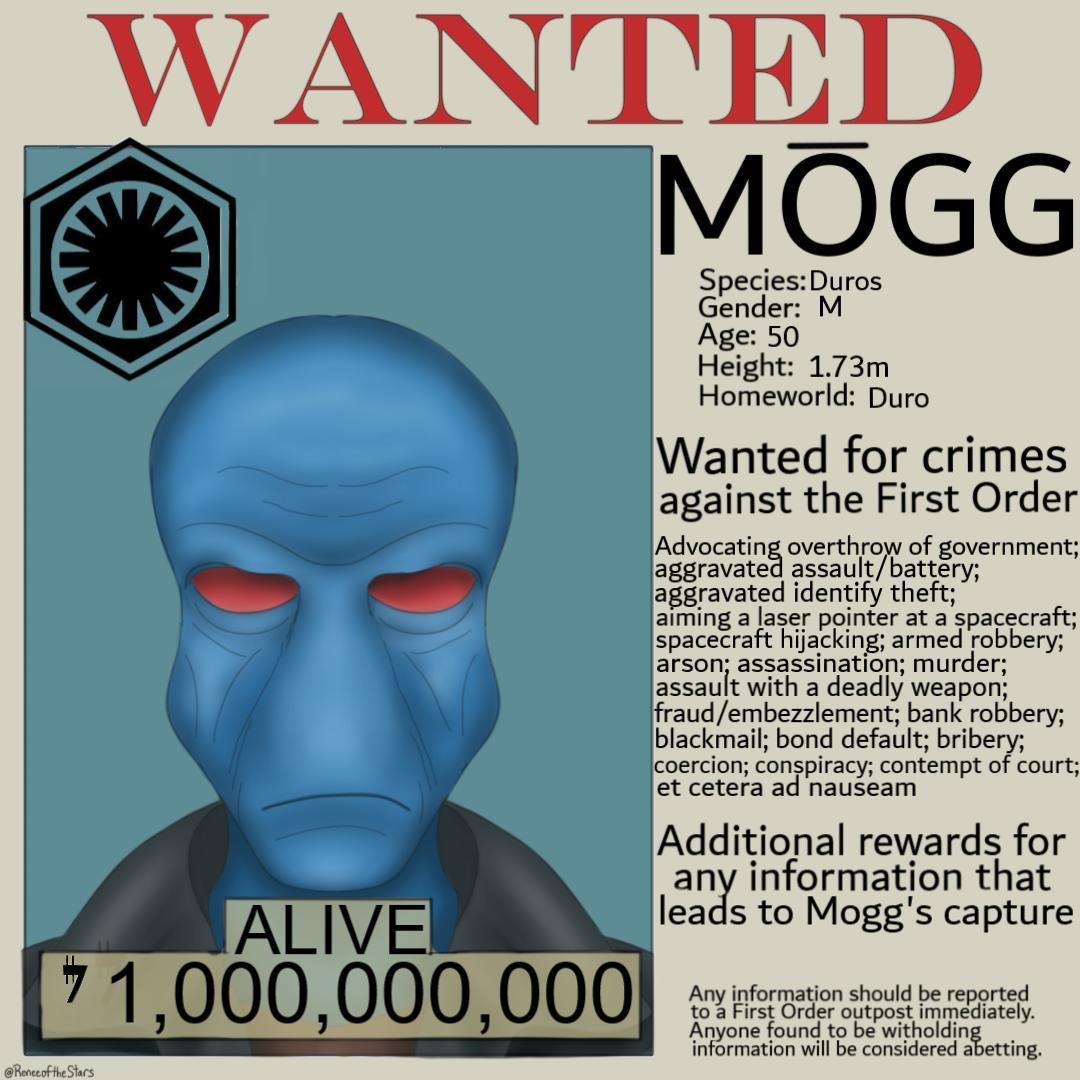 WANTED
MŌGG
Species: Duros
Gender: M
Age: 50
Height: 1.73m
Homeworld: Duro
Wanted for crimes
against the First Order
Advocating overthrow of government;
aggravated assault/battery;
aggravated identify theft;
aiming a laser pointer at a spacecraft;
spacecraft hijacking; armed robbery;
arson; assassination; murder;
assault with a deadly weapon;
fraud/embezzlement; bank robbery;
blackmail; bond default; bribery;
coercion; conspiracy; contempt of court;
et cetera ad nauseam
Additional rewards for
any information that
leads to Mogg's capture
ALIVE
1,000,000,000
Any information should be reported
to a First Order outpost immediately.
Anyone found to be witholding
information will be considered abetting.
@ReneeoftheStars